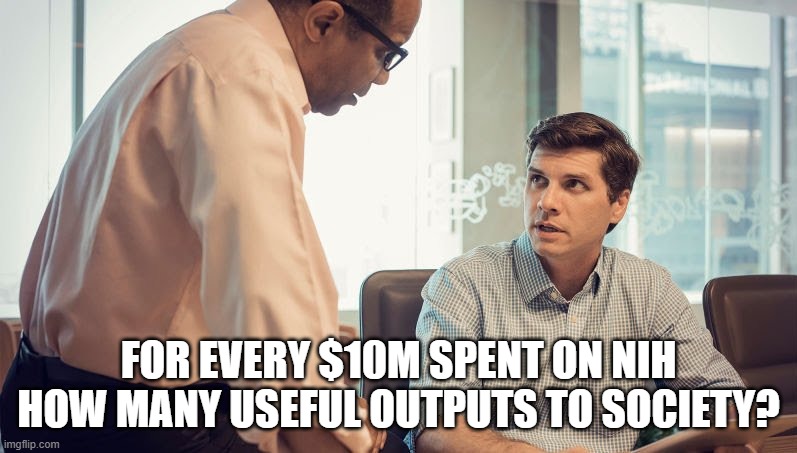 FOR EVERY $10M SPENT ON NIH
HOW MANY USEFUL OUTPUTS TO SOCIETY?
imgflip.com